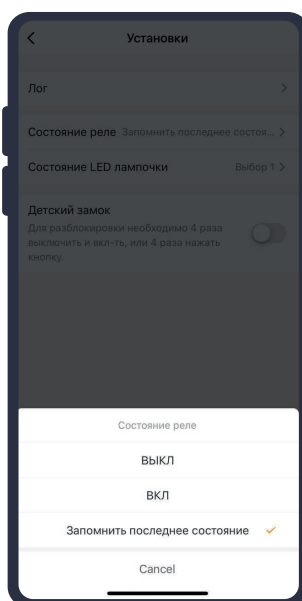 Установки
Лог
Состояние реле Запомнить последнее состоя...
Состояние LED лампочки Выбор 1
Детский замок
Для разблокировки необходимо 4 раза
выключить и вкл-ть, или 4 раза нажать
кнопку.
Состояние реле
ВЫКЛ
ВКЛ
Запомнить последнее состояние
Cancel